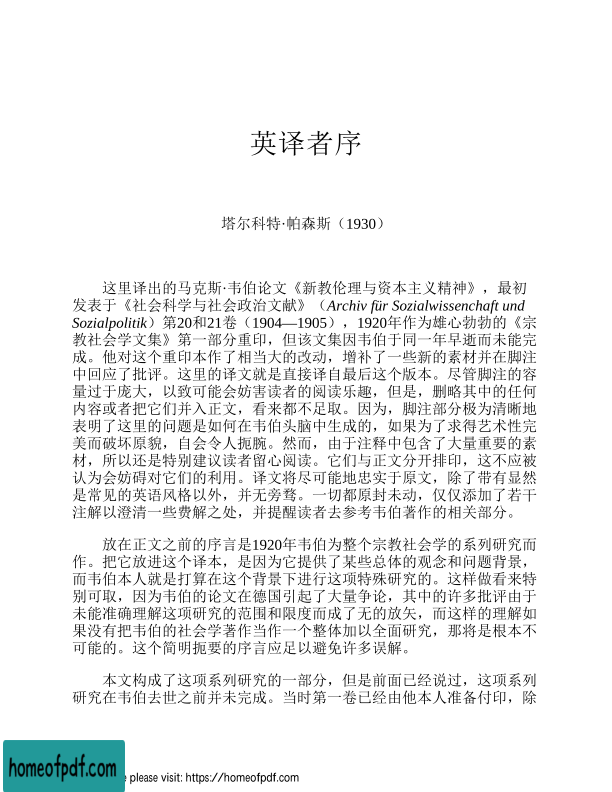 英译者序
塔尔科特·帕森斯（1930）
这里译出的马克斯·韦伯论文《新教伦理与资本主义精神》，最初
发表于《社会科学与社会政治文献》（Archiv für Sozialwissenchaft und
Sozialpolitik）第20和21卷（1904—1905），1920年作为雄心勃勃的《宗
教社会学文集》第一部分重印，但该文集因韦伯于同一年早逝而未能完
成。他对这个重印本作了相当大的改动，增补了一些新的素材并在脚注
中回应了批评。这里的译文就是直接译自最后这个版本。尽管脚注的容
量过于庞大，以致可能会妨害读者的阅读乐趣，但是，删略其中的任何
内容或者把它们并入正文，看来都不足取。因为，脚注部分极为清晰地
表明了这里的问题是如何在韦伯头脑中生成的，如果为了求得艺术性完
美而破坏原貌，自会令人扼腕。然而，由于注释中包含了大量重要的素
材，所以还是特别建议读者留心阅读。它们与正文分开排印，这不应被
认为会妨碍对它们的利用。译文将尽可能地忠实于原文，除了带有显然
是常见的英语风格以外，并无旁骛。一切都原封未动，仅仅添加了若干
注解以澄清一些费解之处，并提醒读者去参考韦伯著作的相关部分。
放在正文之前的序言是1920年韦伯为整个宗教社会学的系列研究而
作。把它放进这个译本，是因为它提供了某些总体的观念和问题背景，
而韦伯本人就是打算在这个背景下进行这项特殊研究的。这样做看来特
别可取，因为韦伯的论文在德国引起了大量争论，其中的许多批评由于
未能准确理解这项研究的范围和限度而成了无的放矢，而这样的理解如
果没有把韦伯的社会学著作当作一个整体加以全面研究，那将是根本不
可能的。这个简明扼要的序言应足以避免许多误解。
本文构成了这项系列研究的一部分，但是前面已经说过，这项系列
研究在韦伯去世之前并未完成。当时第一卷已经由他本人准备付印，除
homeofpdf.com
e please visit: https://homeofpdf.com